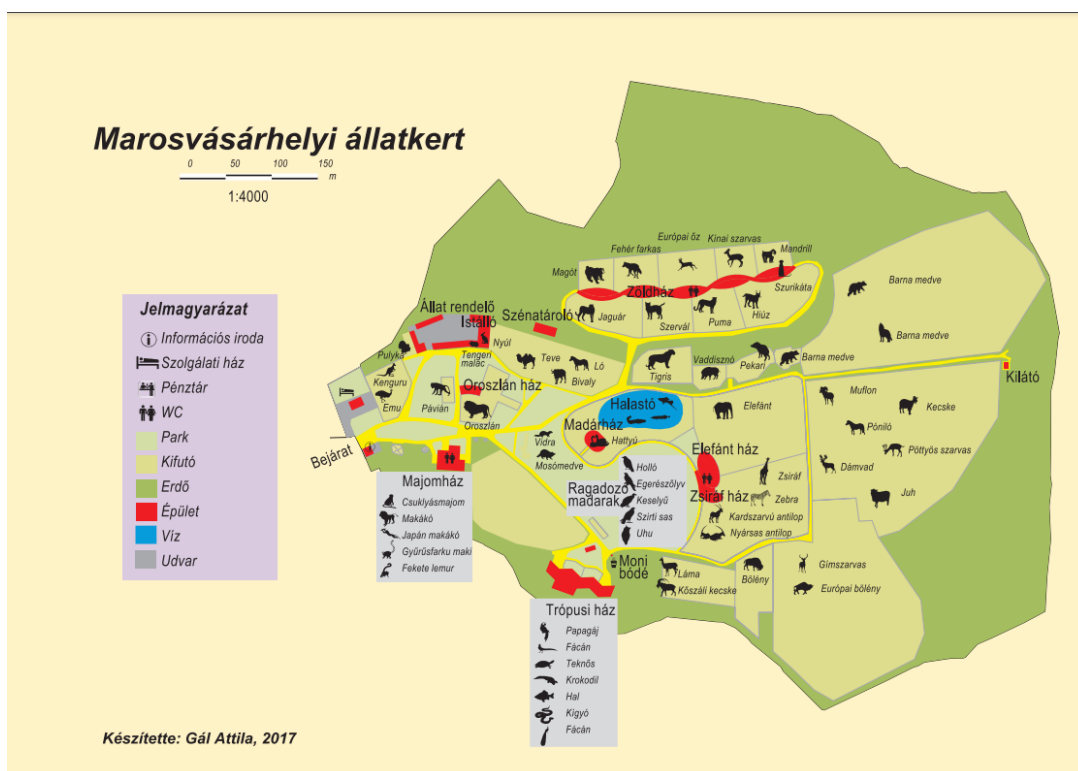 Marosvásárhelyi állatkert
0 50 100 150
m
1:4000
Jelmagyarázat
Információs iroda
Szolgálati ház
Pénztár
WC
Park
Kifutó
Erdő
Épület
Víz
Udvar
Európai őz
Kinai szarvas
Mandrill
Fehér farkas
Magót
Zöldház
Szurikáta
Jaguár
Szervál
Puma
Hiúz
Barna medve
Barna medve
Állat rendelő
Istálló
Szénatároló
Nyúl
Pulyka
Tengeri
malac
Teve
Ló
Bivaly
Tigris
Vaddisznó
Pekari
Barna medve
Kilátó
Kenguru
Emu
Pávián
Oroszlán ház
Oroszlán
Halastó
Elefánt
Muflon
Kecske
Póniló
Pöttyös szarvas
Dámvad
Juh
Bejárat
Vidra
Mosómedve
Madárház
Hattyú
Elefánt ház
Zsiráf
Zsiráf ház
Zebra
Kardszarvú antilop
Nyársas antilop
Majomház
Csuklyásmajom
Makákó
Japán makákó
Gyűrűsfarku maki
Fekete lemur
Ragadozó
madarak
Holló
Egerészölyv
Keselyű
Szirti sas
Uhu
Moni
bódé
Láma
Kőszáli kecske
Bölény
Gímszarvas
Európai bölény
Trópusi ház
Papagáj
Fácán
Teknős
Krokodil
Hal
Kígyó
Fácán
Készítette: Gál Attila, 2017